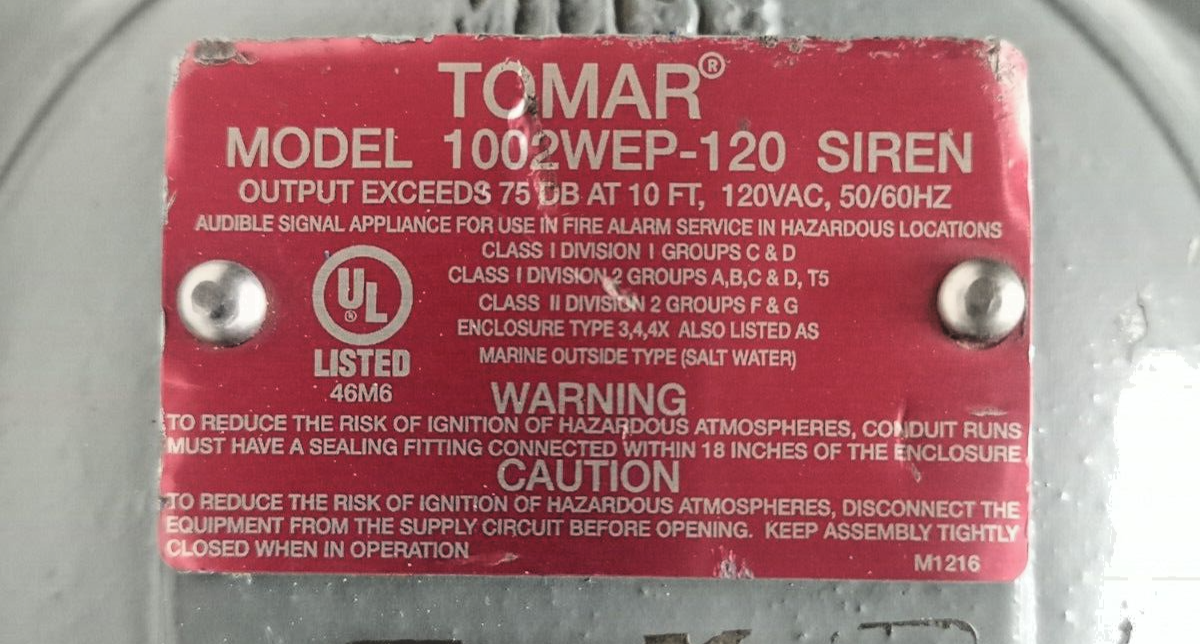 TOMAR®
MODEL 1002WEP-120 SIREN
OUTPUT EXCEEDS 75 DB AT 10 FT, 120VAC, 50/60HZ
AUDIBLE SIGNAL APPLIANCE FOR USE IN FIRE ALARM SERVICE IN HAZARDOUS LOCATIONS
CLASS I DIVISION I GROUPS C & D
CLASS I DIVISION 2 GROUPS A,B,C & D, T5
CLASS II DIVISION 2 GROUPS F & G
ENCLOSURE TYPE 3,4,4X ALSO LISTED AS
MARINE OUTSIDE TYPE (SALT WATER)
UL®
LISTED
46M6
WARNING
TO REDUCE THE RISK OF IGNITION OF HAZARDOUS ATMOSPHERES, CONDUIT RUNS
MUST HAVE A SEALING FITTING CONNECTED WITHIN 18 INCHES OF THE ENCLOSURE
CAUTION
TO REDUCE THE RISK OF IGNITION OF HAZARDOUS ATMOSPHERES, DISCONNECT THE
EQUIPMENT FROM THE SUPPLY CIRCUIT BEFORE OPENING. KEEP ASSEMBLY TIGHTLY
CLOSED WHEN IN OPERATION
M1216